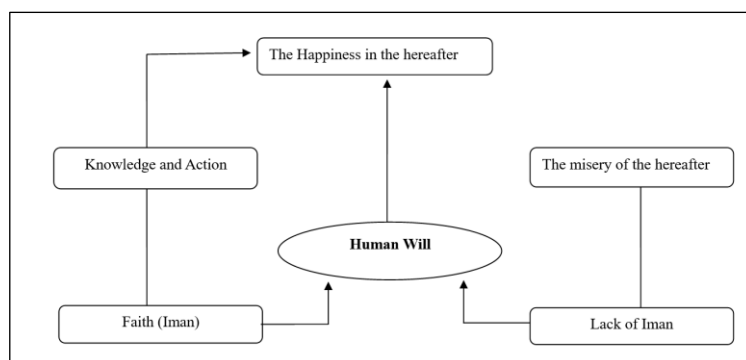 The Happiness in the hereafter
Knowledge and Action
The misery of the hereafter
Human Will
Faith (Iman)
Lack of Iman